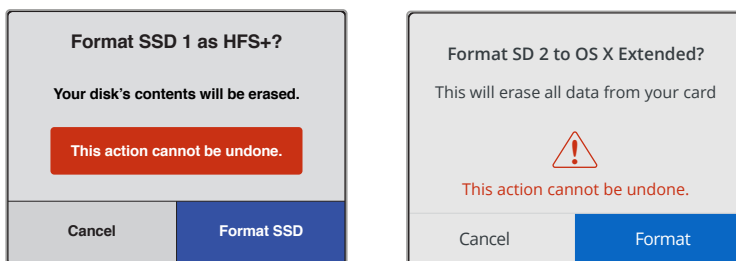 Format SSD 1 as HFS+?
Your disk's contents will be erased.
This action cannot be undone.
Cancel
Format SSD
Format SD 2 to OS X Extended?
This will erase all data from your card
This action cannot be undone.
Cancel
Format